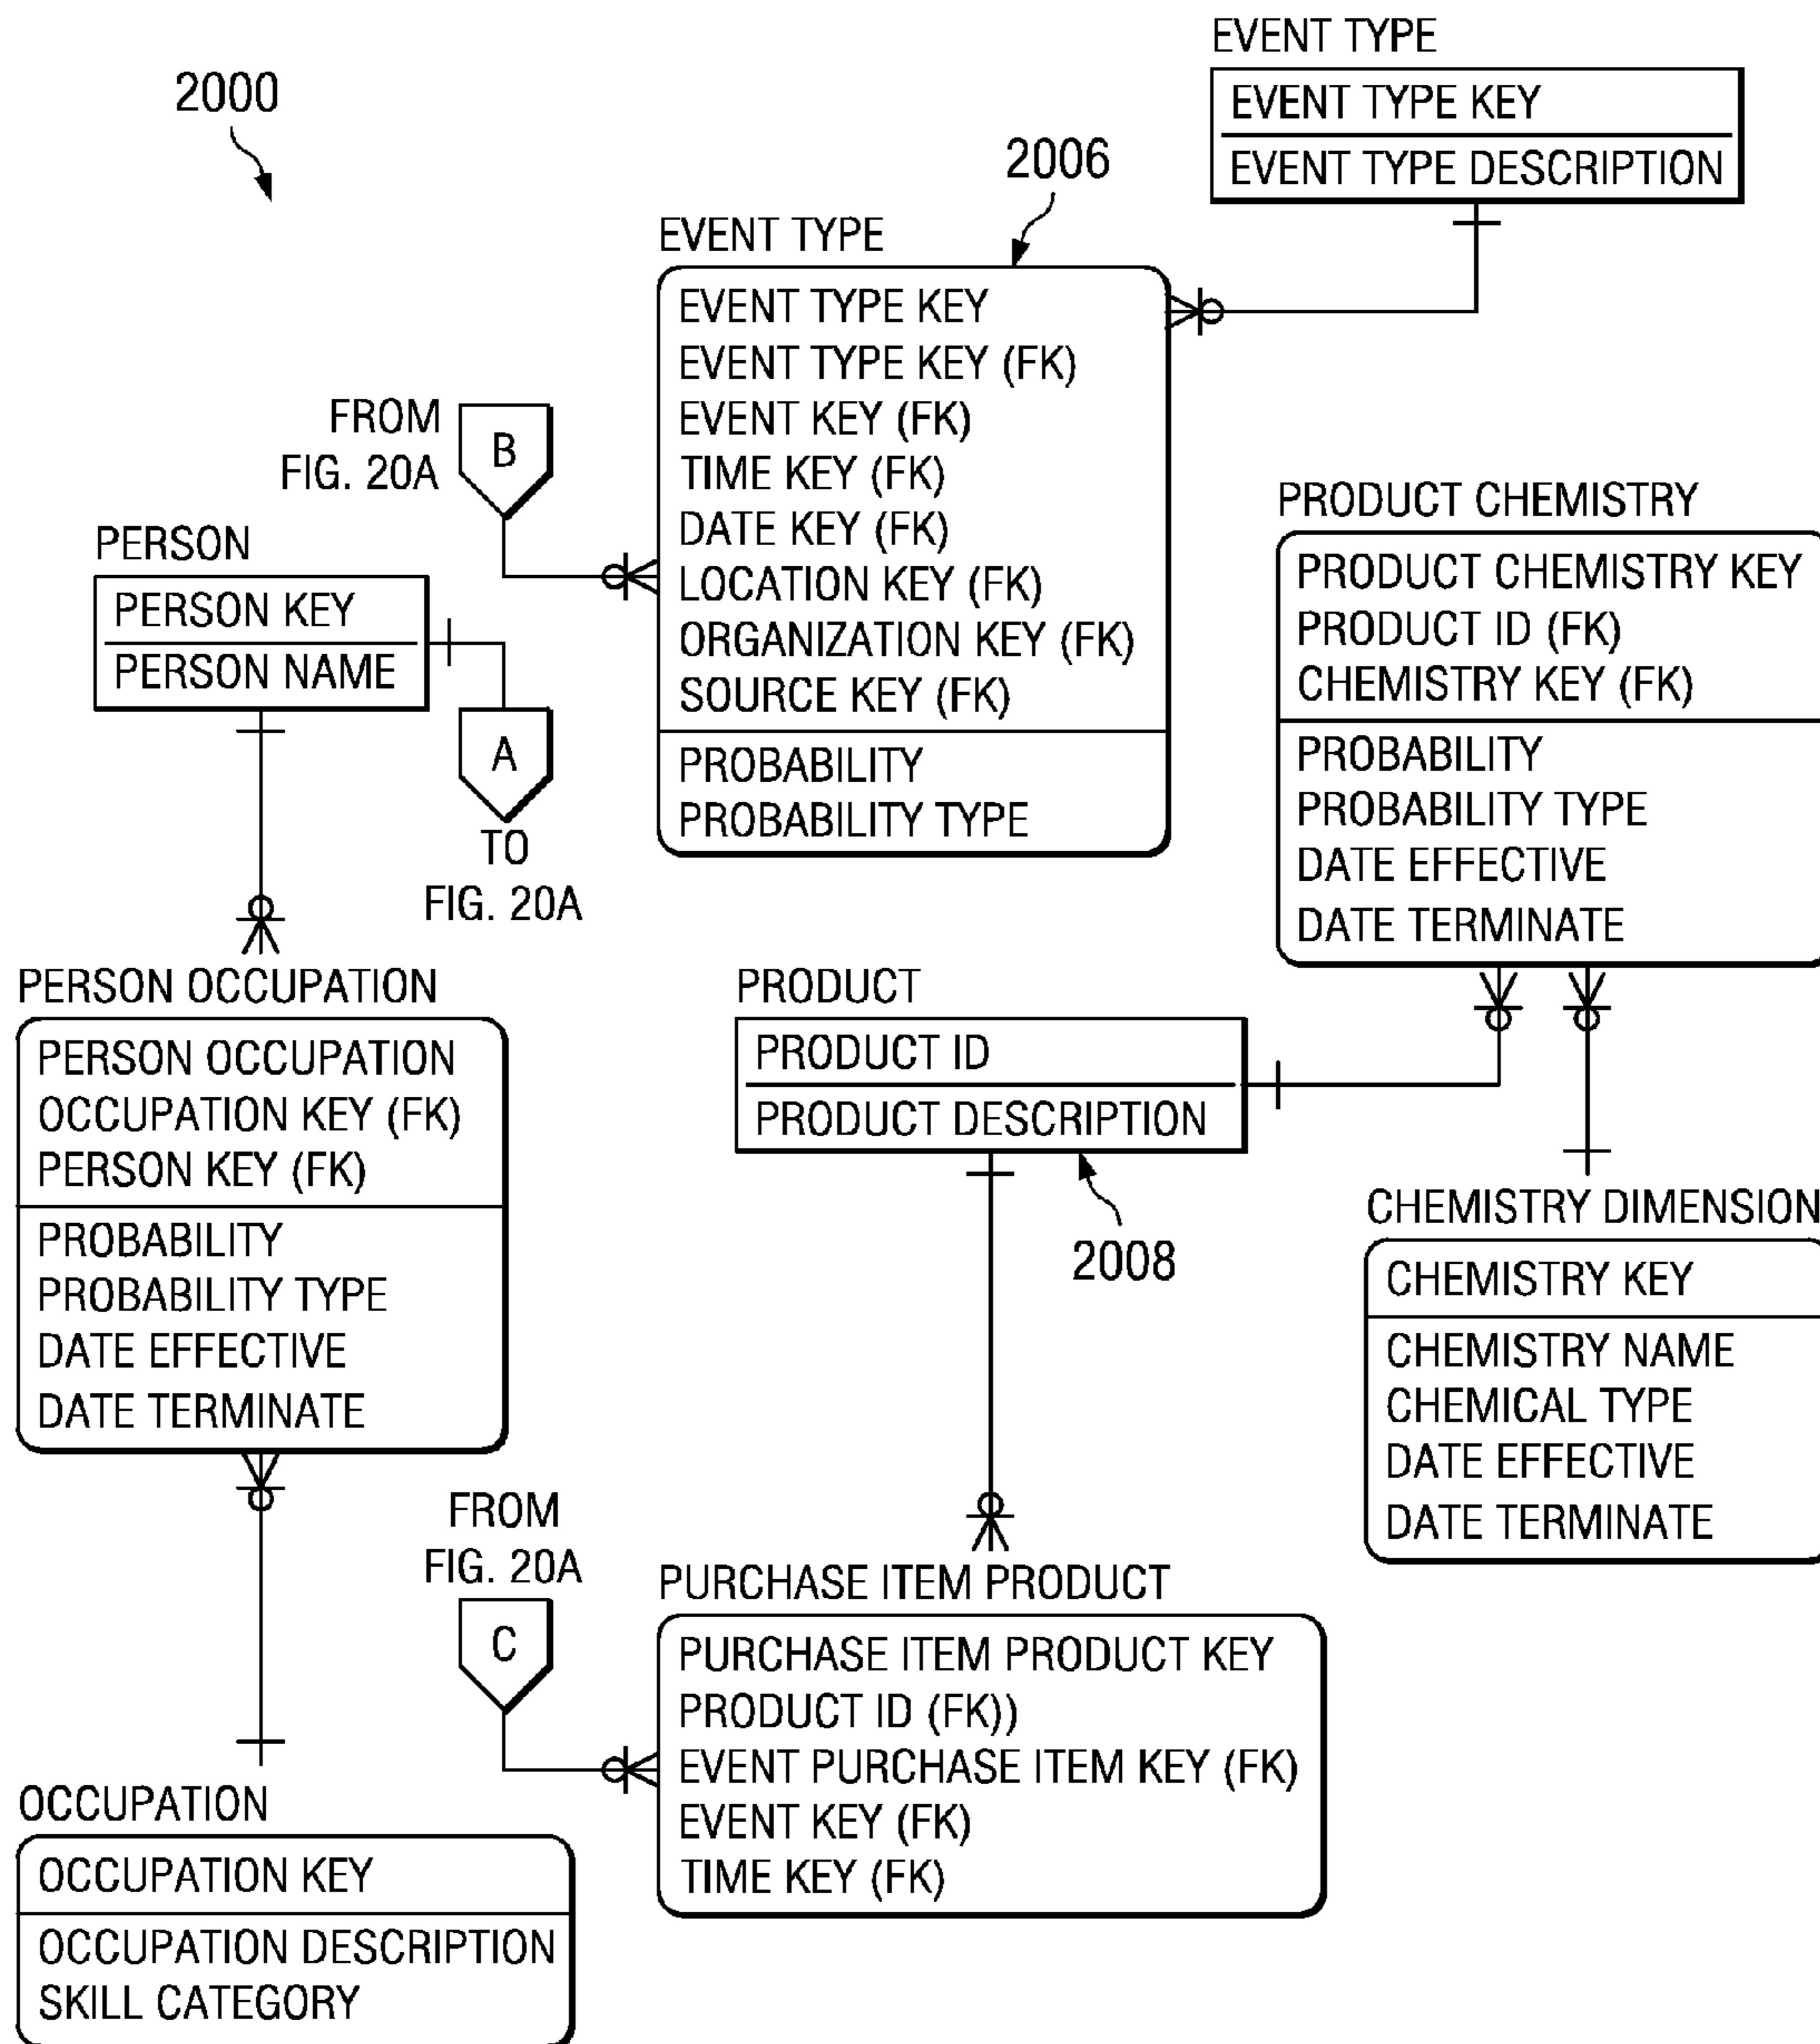 2000
EVENT TYPE
EVENT TYPE KEY
EVENT TYPE DESCRIPTION
2006
EVENT TYPE
EVENT TYPE KEY
EVENT TYPE KEY (FK)
EVENT KEY (FK)
TIME KEY (FK)
DATE KEY (FK)
LOCATION KEY (FK)
ORGANIZATION KEY (FK)
SOURCE KEY (FK)
PROBABILITY
PROBABILITY TYPE
FROM
FIG. 20A
B
PERSON
PERSON KEY
PERSON NAME
A
TO
FIG. 20A
PRODUCT CHEMISTRY
PRODUCT CHEMISTRY KEY
PRODUCT ID (FK)
CHEMISTRY KEY (FK)
PROBABILITY
PROBABILITY TYPE
DATE EFFECTIVE
DATE TERMINATE
PERSON OCCUPATION
PERSON OCCUPATION
OCCUPATION KEY (FK)
PERSON KEY (FK)
PROBABILITY
PROBABILITY TYPE
DATE EFFECTIVE
DATE TERMINATE
PRODUCT
PRODUCT ID
PRODUCT DESCRIPTION
2008
CHEMISTRY DIMENSION
CHEMISTRY KEY
CHEMISTRY NAME
CHEMICAL TYPE
DATE EFFECTIVE
DATE TERMINATE
FROM
FIG. 20A
C
PURCHASE ITEM PRODUCT
PURCHASE ITEM PRODUCT KEY
PRODUCT ID (FK))
EVENT PURCHASE ITEM KEY (FK)
EVENT KEY (FK)
TIME KEY (FK)
OCCUPATION
OCCUPATION KEY
OCCUPATION DESCRIPTION
SKILL CATEGORY